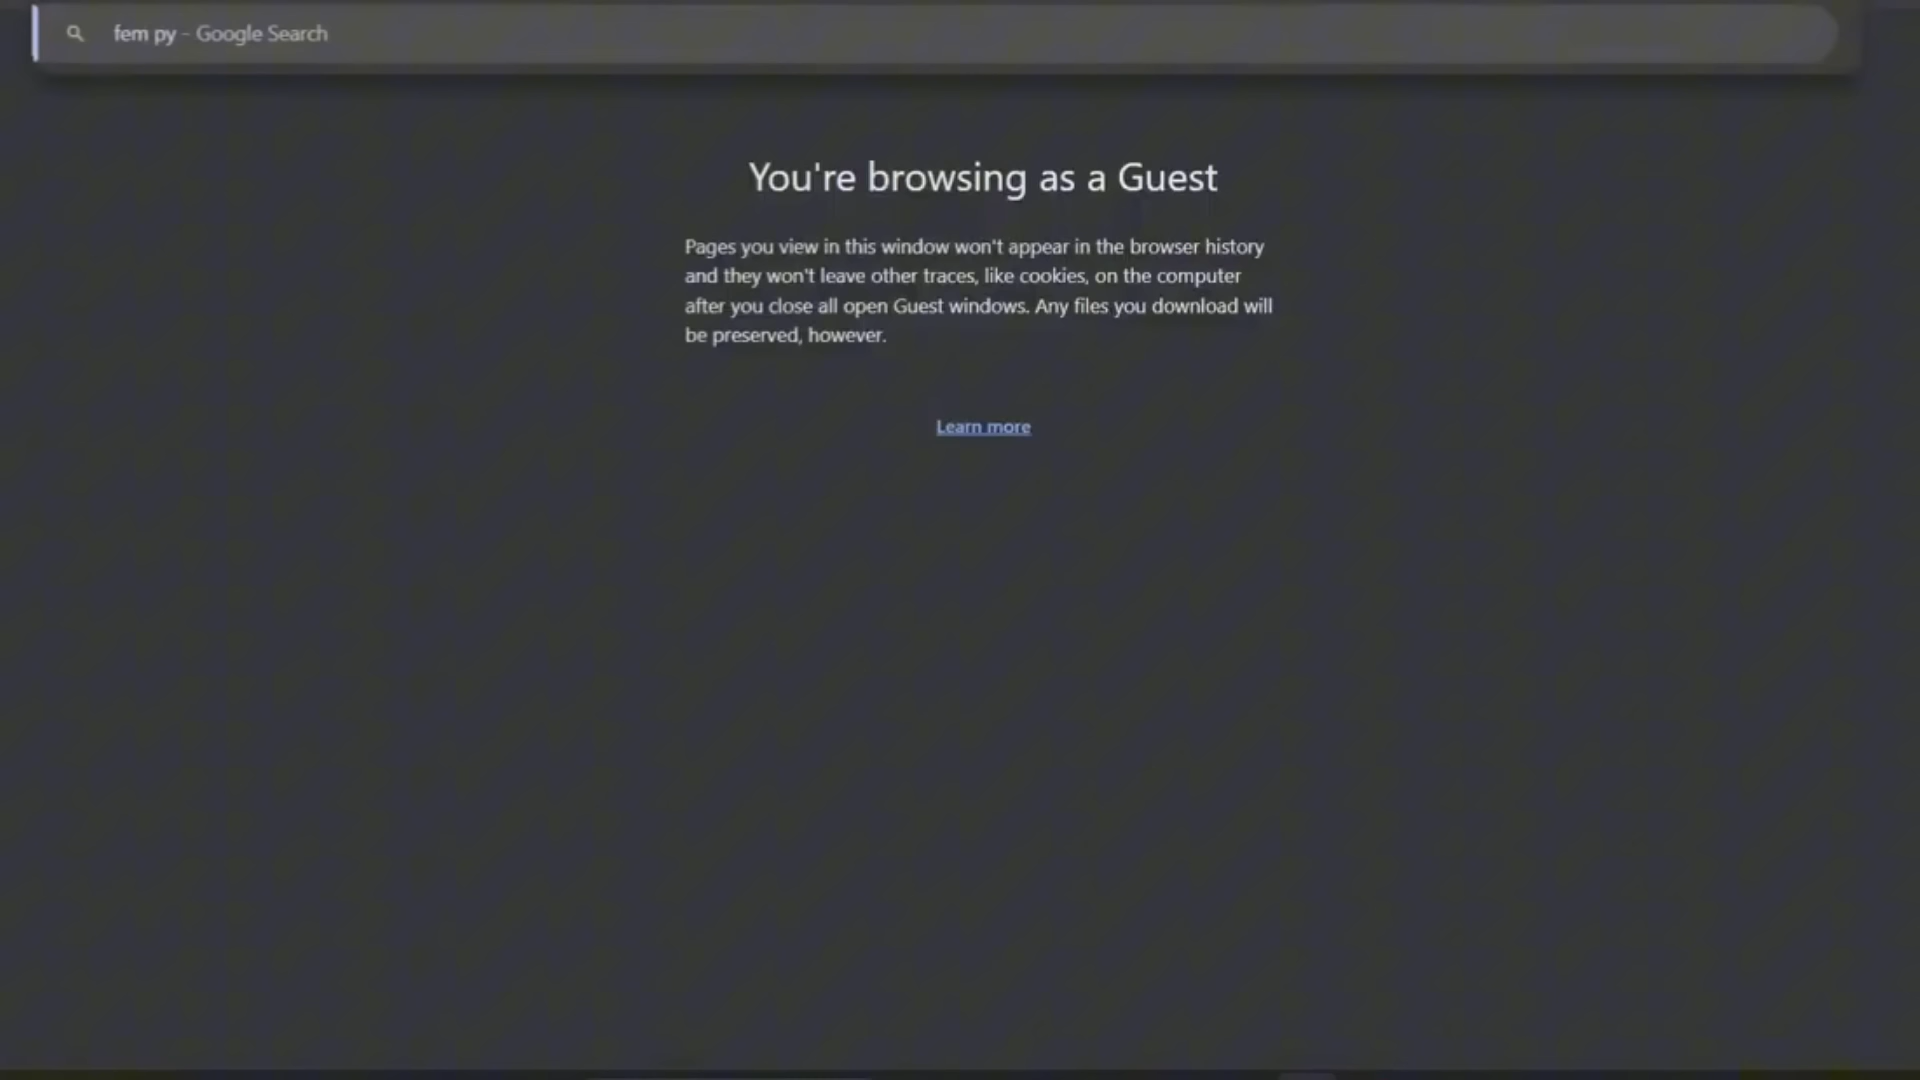 fem py - Google Search
You're browsing as a Guest
Pages you view in this window won't appear in the browser history
and they won't leave other traces, like cookies, on the computer
after you close all open Guest windows. Any files you download will
be preserved, however.
Learn more